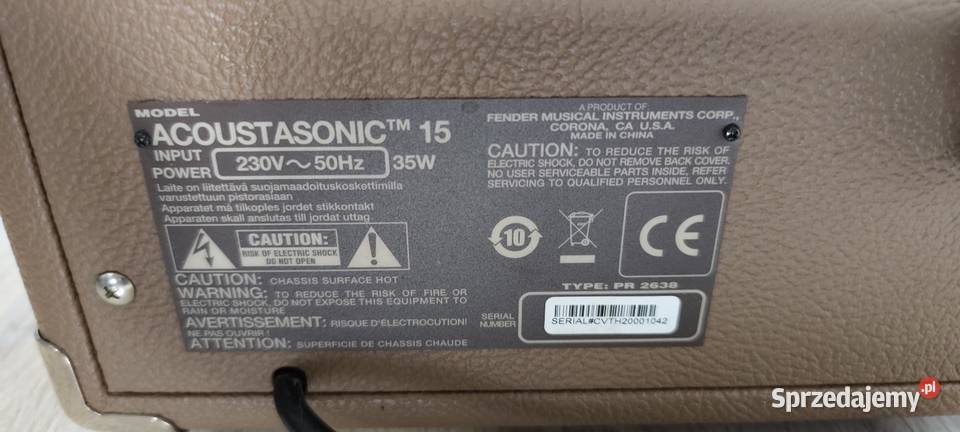 MODEL
ACOUSTASONIC™ 15
INPUT
POWER
230V～50Hz
35W
Laite on liitettävä suojamaadoituskoskettimilla
varustettuun pistorasiaan
Apparatet må tilkoples jordet stikkontakt
Apparaten skall anslutas till jordat uttag
CAUTION:
RISK OF ELECTRIC SHOCK
DO NOT OPEN
CAUTION: CHASSIS SURFACE HOT
WARNING: TO REDUCE THE RISK OF FIRE OR
ELECTRIC SHOCK, DO NOT EXPOSE THIS EQUIPMENT TO
RAIN OR MOISTURE
AVERTISSEMENT: RISQUE D'ELECTROCUTION!
NE PAS OUVRIR !
ATTENTION: SUPERFICIE DE CHASSIS CHAUDE
A PRODUCT OF:
FENDER MUSICAL INSTRUMENTS CORP.,
CORONA, CA U.S.A.
MADE IN CHINA
CAUTION: TO REDUCE THE RISK OF
ELECTRIC SHOCK, DO NOT REMOVE BACK COVER.
NO USER SERVICEABLE PARTS INSIDE, REFER
SERVICING TO QUALIFIED PERSONNEL ONLY.
10
CE
TYPE: PR 2638
SERIAL
NUMBER
SERIAL#CVTH20001042
Sprzedajemy.pl